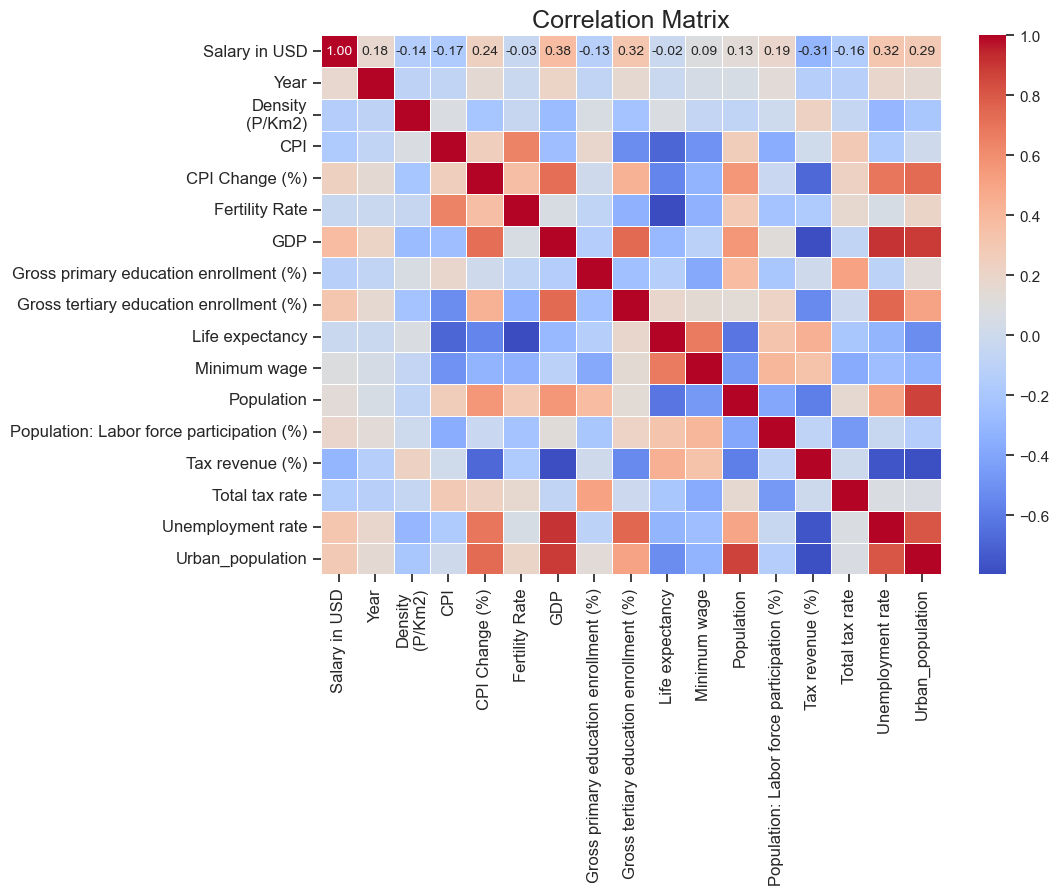 Correlation Matrix
Salary in USD 1.00 0.18 -0.14 -0.17 0.24 -0.03 0.38 -0.13 0.32 -0.02 0.09 0.13 0.19 -0.31 -0.16 0.32 0.29
Year
Density
(P/Km2)
CPI
CPI Change (%)
Fertility Rate
GDP
Gross primary education enrollment (%)
Gross tertiary education enrollment (%)
Life expectancy
Minimum wage
Population
Population: Labor force participation (%)
Tax revenue (%)
Total tax rate
Unemployment rate
Urban_population
Salary in USD
Year
Density
(P/Km2)
CPI
CPI Change (%)
Fertility Rate
GDP
Gross primary education enrollment (%)
Gross tertiary education enrollment (%)
Life expectancy
Minimum wage
Population
Population: Labor force participation (%)
Tax revenue (%)
Total tax rate
Unemployment rate
Urban_population
1.0
0.8
0.6
0.4
0.2
0.0
−0.2
−0.4
−0.6